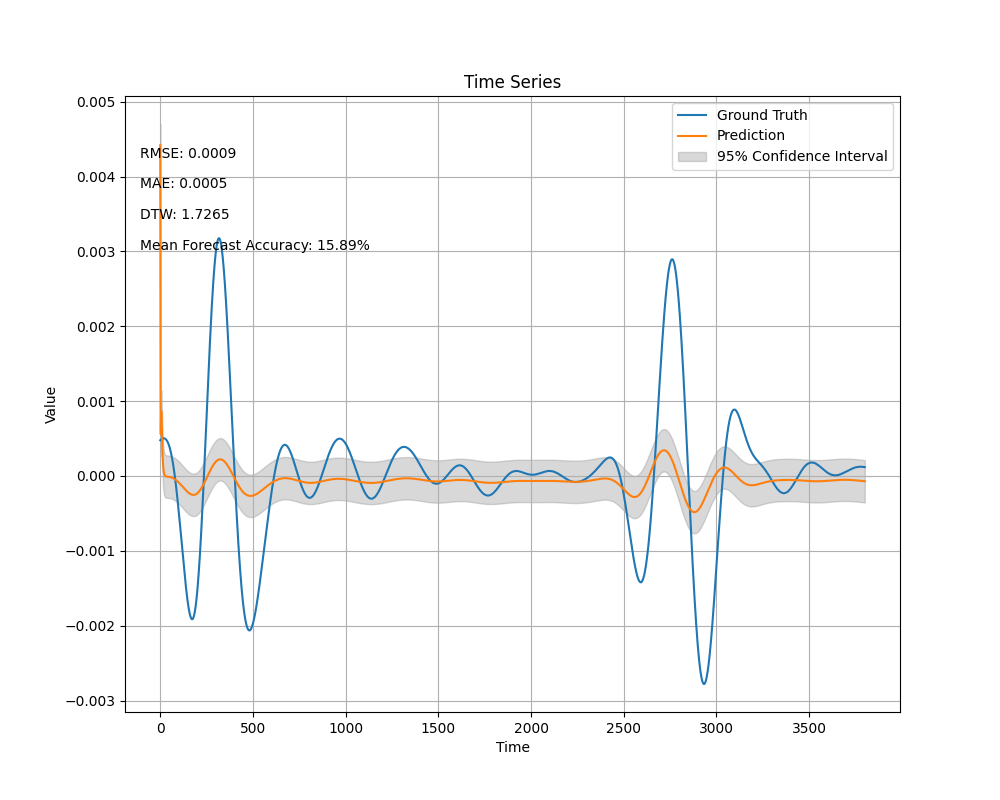 Time Series
Ground Truth
Prediction
95% Confidence Interval
RMSE: 0.0009
MAE: 0.0005
DTW: 1.7265
Mean Forecast Accuracy: 15.89%
0.005
0.004
0.003
0.002
0.001
0.000
−0.001
−0.002
−0.003
Value
0 500 1000 1500 2000 2500 3000 3500
Time